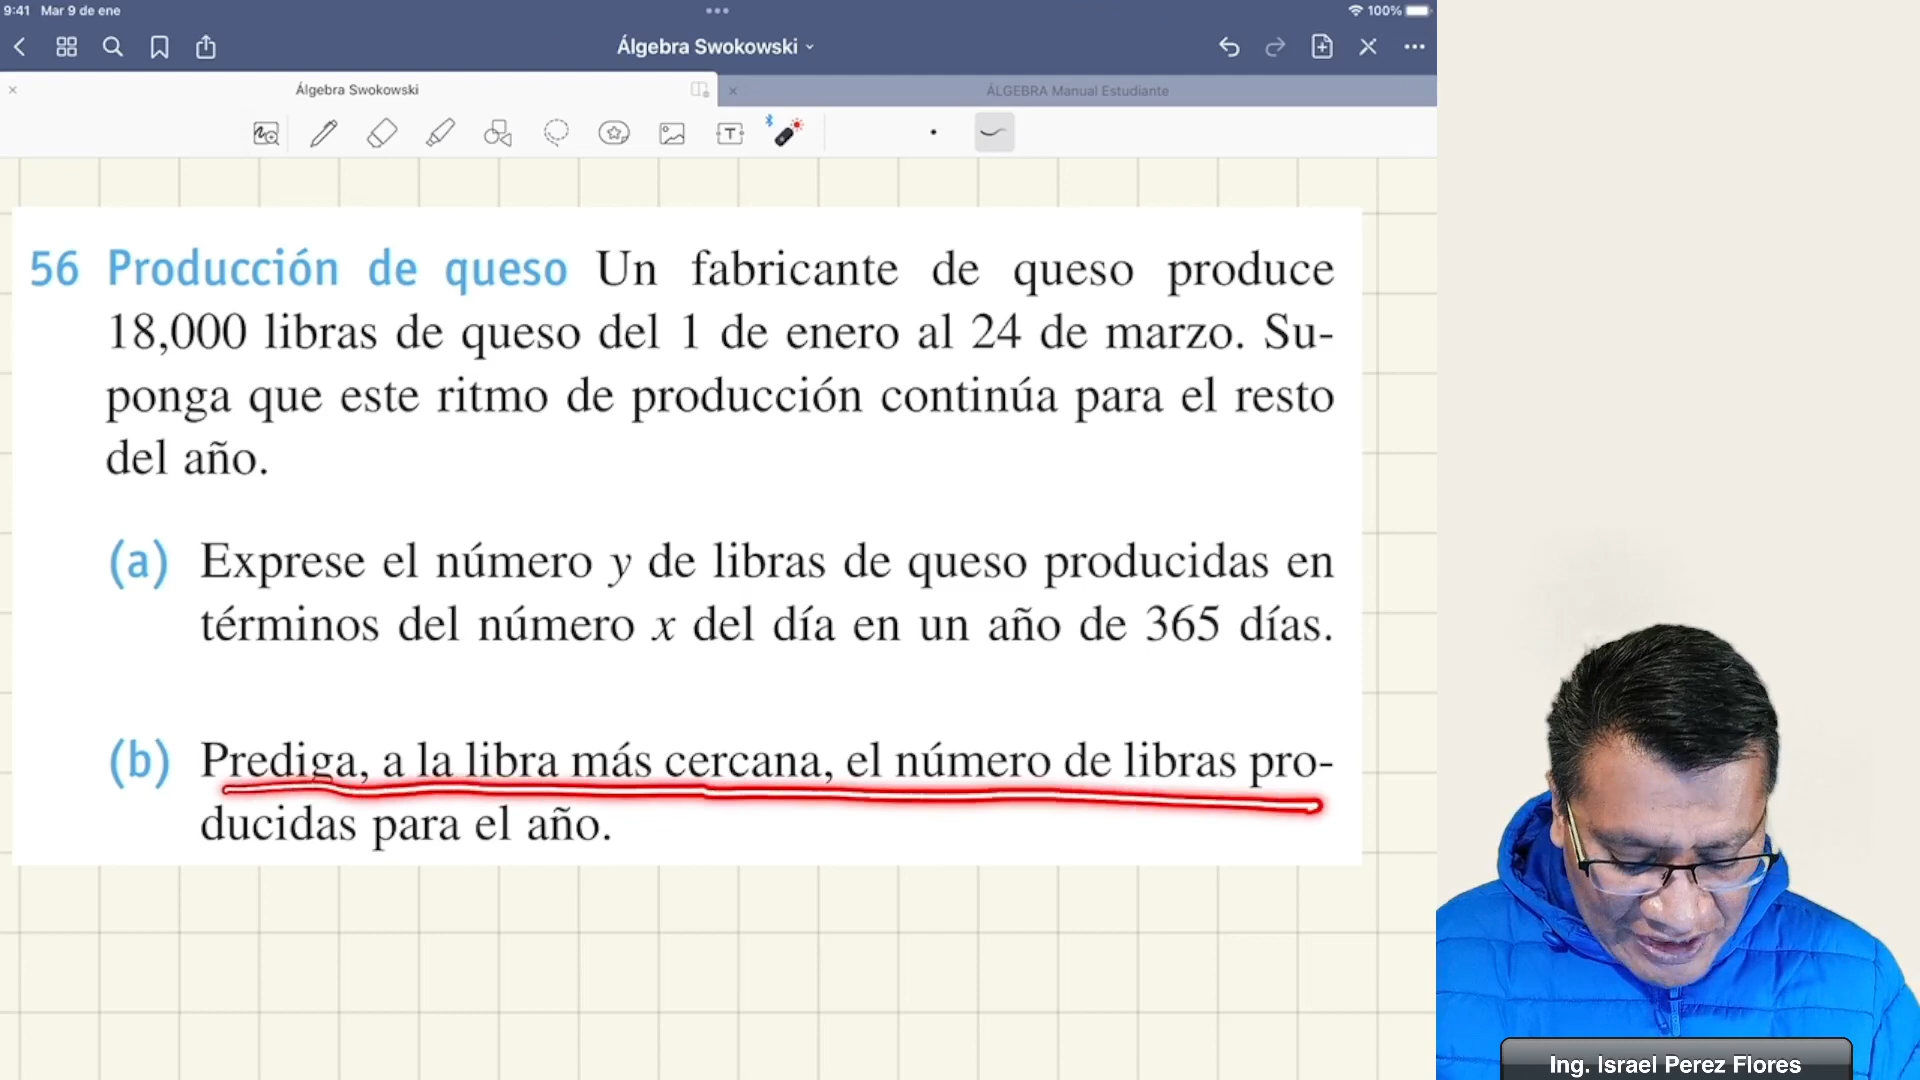 9:41 Mar 9 de ene
100%
Álgebra Swokowski
Álgebra Swokowski
ÁLGEBRA Manual Estudiante
T
56 Producción de queso Un fabricante de queso produce
18,000 libras de queso del 1 de enero al 24 de marzo. Su-
ponga que este ritmo de producción continúa para el resto
del año.
(a) Exprese el número y de libras de queso producidas en
términos del número x del día en un año de 365 días.
(b) Prediga, a la libra más cercana, el número de libras pro-
ducidas para el año.
Ing. Israel Perez Flores